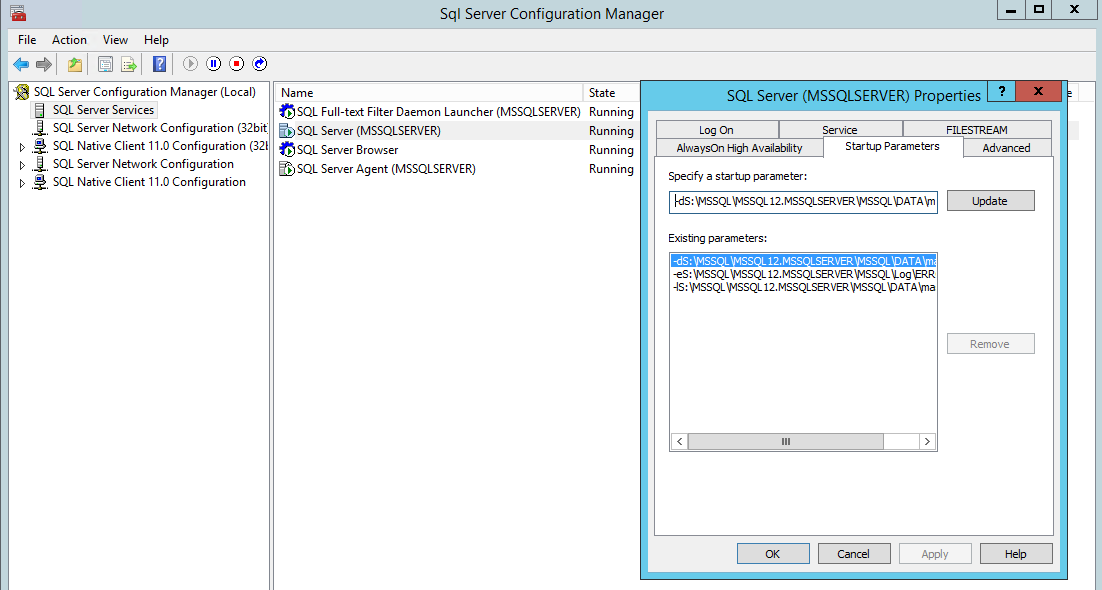 Sql Server Configuration Manager
File Action View Help
SQL Server Configuration Manager (Local)
SQL Server Services
SQL Server Network Configuration (32bit
SQL Native Client 11.0 Configuration (32b
SQL Server Network Configuration
SQL Native Client 11.0 Configuration
Name State
SQL Full-text Filter Daemon Launcher (MSSQLSERVER) Running
SQL Server (MSSQLSERVER) Running
SQL Server Browser Running
SQL Server Agent (MSSQLSERVER) Running
SQL Server (MSSQLSERVER) Properties
Log On Service FILESTREAM
AlwaysOn High Availability Startup Parameters Advanced
Specify a startup parameter:
-dS:\MSSQL\MSSQL12.MSSQLSERVER\MSSQL\DATA\m
Update
Existing parameters:
-dS:\MSSQL\MSSQL12.MSSQLSERVER\MSSQL\DATA\ma
-eS:\MSSQL\MSSQL12.MSSQLSERVER\MSSQL\Log\ERR
-lS:\MSSQL\MSSQL12.MSSQLSERVER\MSSQL\DATA\ma
Remove
OK Cancel Apply Help